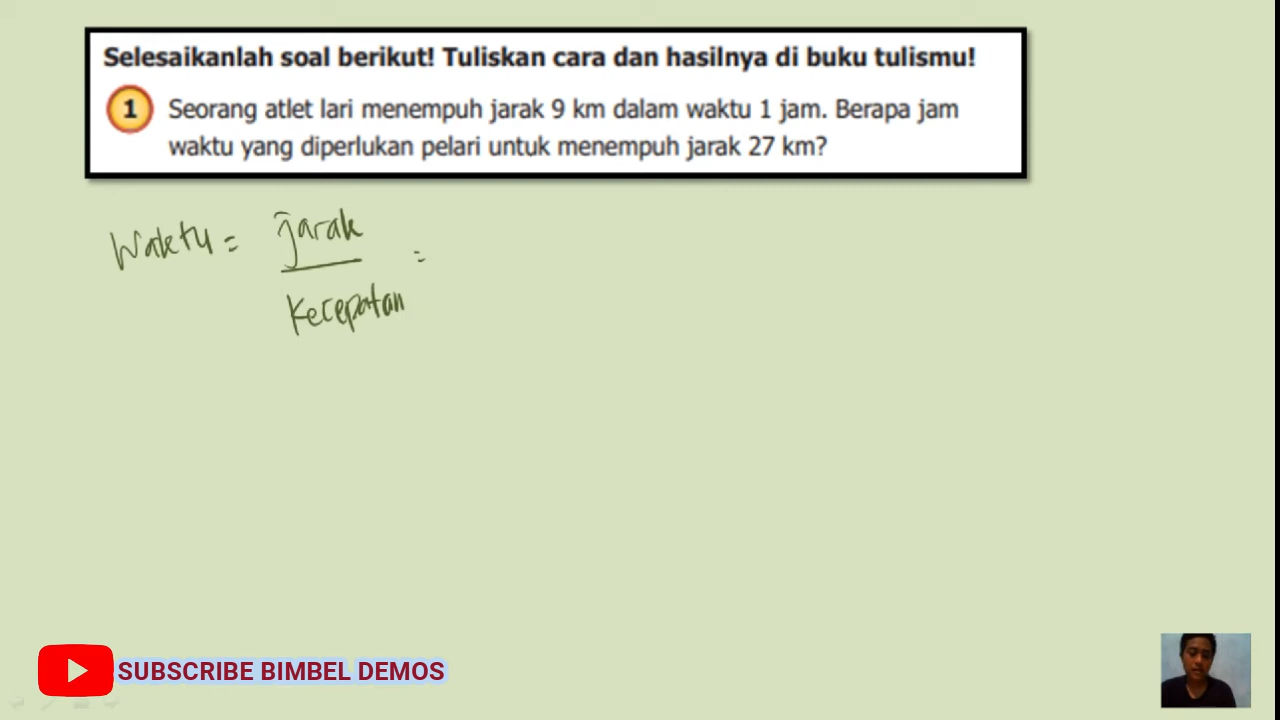 Selesaikanlah soal berikut! Tuliskan cara dan hasilnya di buku tulismu!
1 Seorang atlet lari menempuh jarak 9 km dalam waktu 1 jam. Berapa jam
waktu yang diperlukan pelari untuk menempuh jarak 27 km?
Waktu = jarak =
Kecepatan
SUBSCRIBE BIMBEL DEMOS